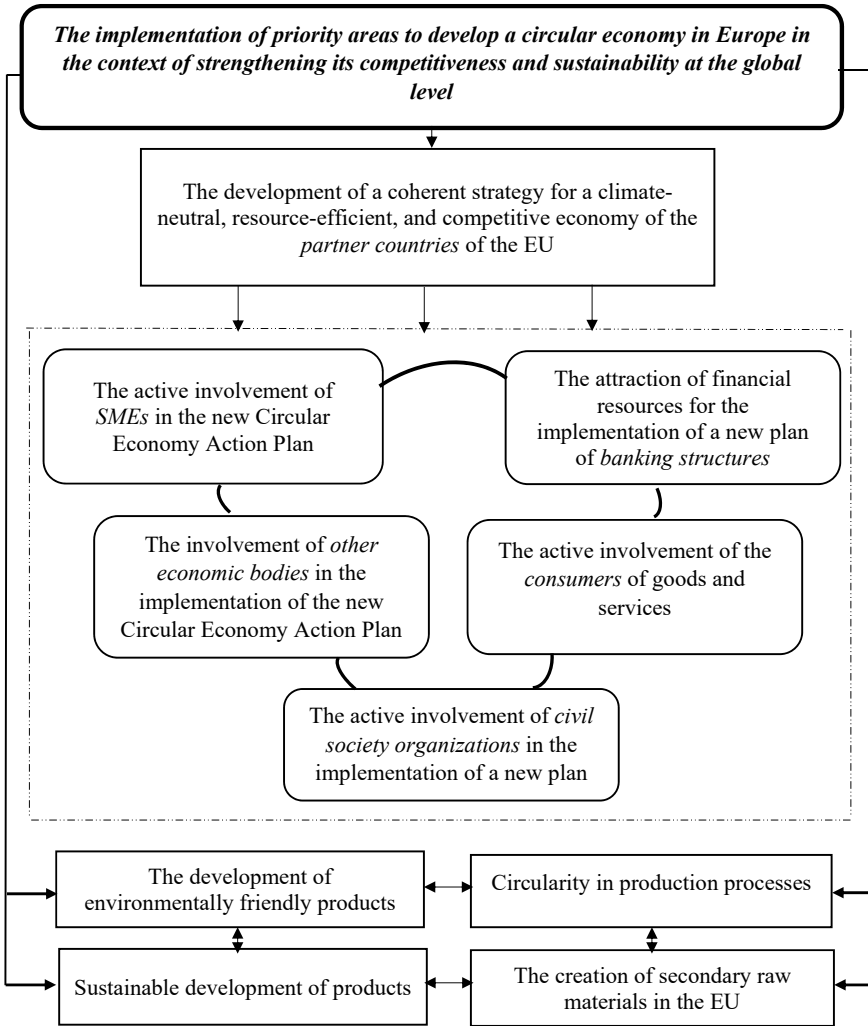 The implementation of priority areas to develop a circular economy in Europe in
the context of strengthening its competitiveness and sustainability at the global
level
The development of a coherent strategy for a climate-
neutral, resource-efficient, and competitive economy of the
partner countries of the EU
The active involvement of
SMEs in the new Circular
Economy Action Plan
The attraction of financial
resources for the
implementation of a new plan
of banking structures
The involvement of other
economic bodies in the
implementation of the new
Circular Economy Action Plan
The active involvement of the
consumers of goods and
services
The active involvement of civil
society organizations in the
implementation of a new plan
The development of
environmentally friendly products
Circularity in production processes
Sustainable development of products
The creation of secondary raw
materials in the EU